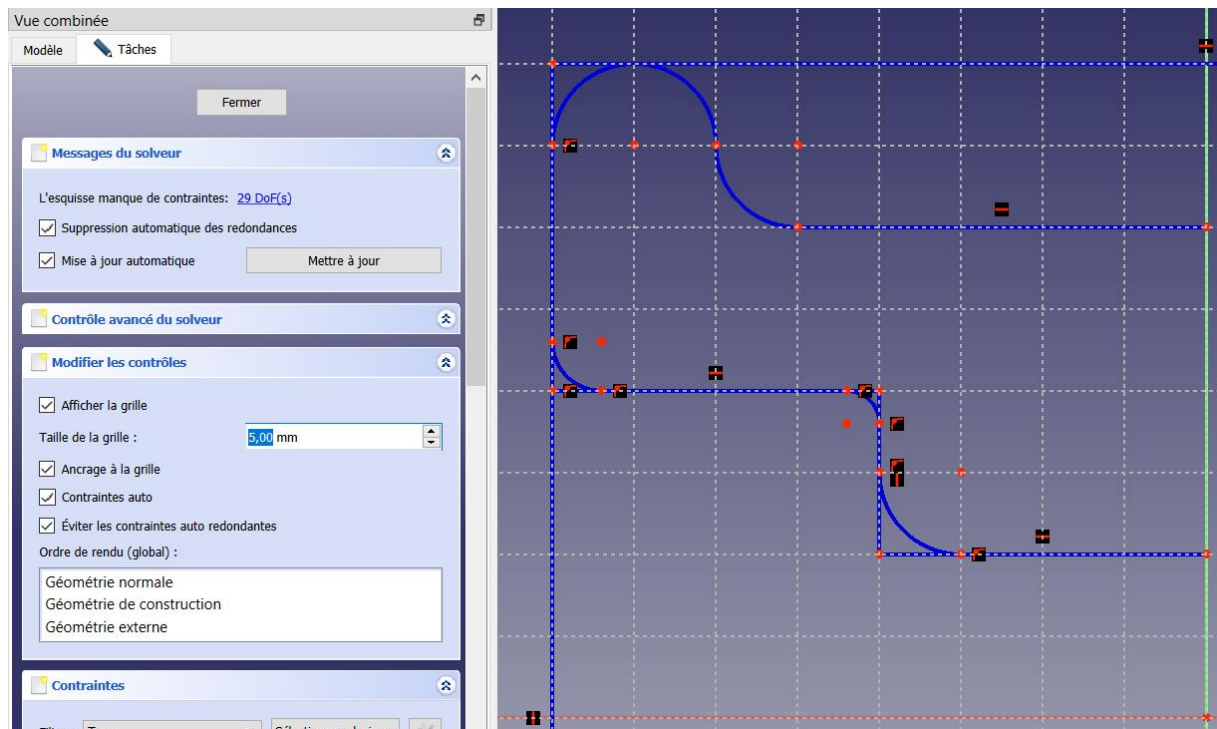 Vue combinée
Modèle
Tâches
Fermer
Messages du solveur
L'esquisse manque de contraintes: 29 DoF(s)
Suppression automatique des redondances
Mise à jour automatique
Mettre à jour
Contrôle avancé du solveur
Modifier les contrôles
Afficher la grille
Taille de la grille : 5,00 mm
Ancrage à la grille
Contraintes auto
Éviter les contraintes auto redondantes
Ordre de rendu (global) :
Géométrie normale
Géométrie de construction
Géométrie externe
Contraintes